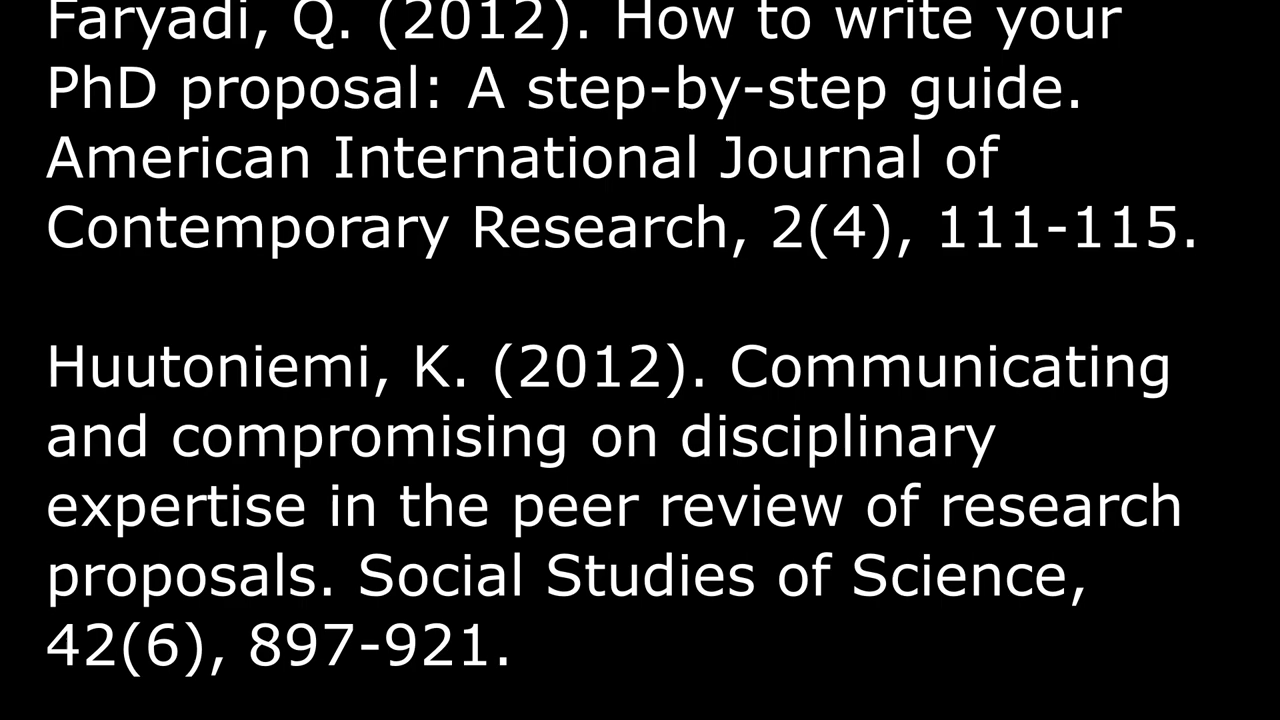 Faryadi, Q. (2012). How to write your
PhD proposal: A step-by-step guide.
American International Journal of
Contemporary Research, 2(4), 111-115.
Huutoniemi, K. (2012). Communicating
and compromising on disciplinary
expertise in the peer review of research
proposals. Social Studies of Science,
42(6), 897-921.